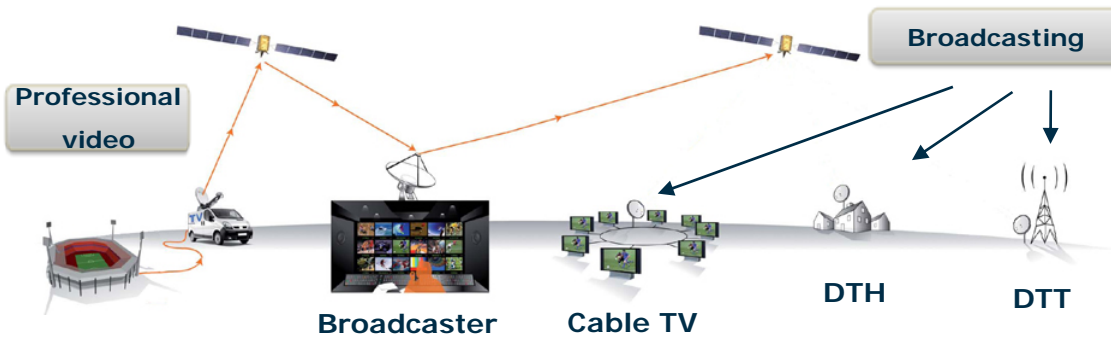 Broadcasting
Professional
video
TV
DTH
DTT
Broadcaster
Cable TV